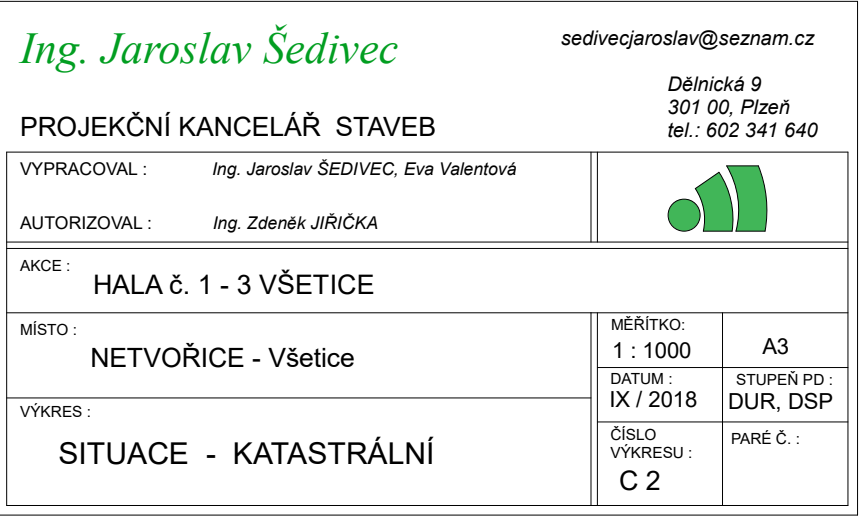 Ing. Jaroslav Šedivec
sedivecjaroslav@seznam.cz
Dělnická 9
301 00, Plzeň
tel.: 602 341 640
PROJEKČNÍ KANCELÁŘ STAVEB
VYPRACOVAL : Ing. Jaroslav ŠEDIVEC, Eva Valentová
AUTORIZOVAL : Ing. Zdeněk JIŘIČKA
AKCE :
HALA č. 1 - 3 VŠETICE
MÍSTO :
NETVOŘICE - Všetice
MĚŘÍTKO:
1 : 1000
A3
DATUM :
IX / 2018
STUPEŇ PD :
DUR, DSP
VÝKRES :
SITUACE - KATASTRÁLNÍ
ČÍSLO
VÝKRESU :
C 2
PARÉ Č. :